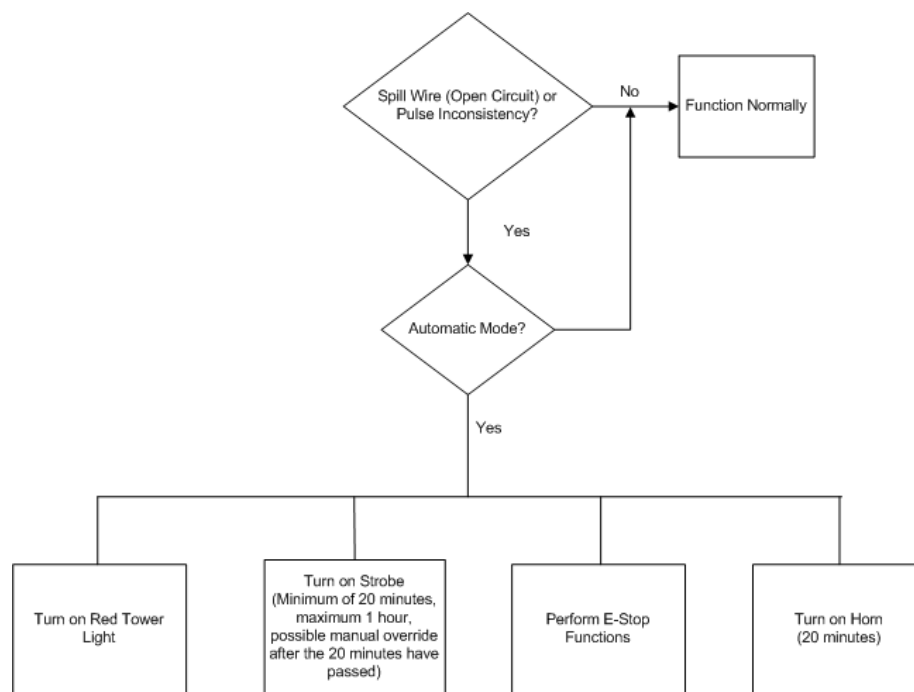 Spill Wire (Open Circuit) or
Pulse Inconsistency?
No
Function Normally
Yes
Automatic Mode?
Yes
Turn on Red Tower
Light
Turn on Strobe
(Minimum of 20 minutes,
maximum 1 hour,
possible manual override
after the 20 minutes have
passed)
Perform E-Stop
Functions
Turn on Horn
(20 minutes)